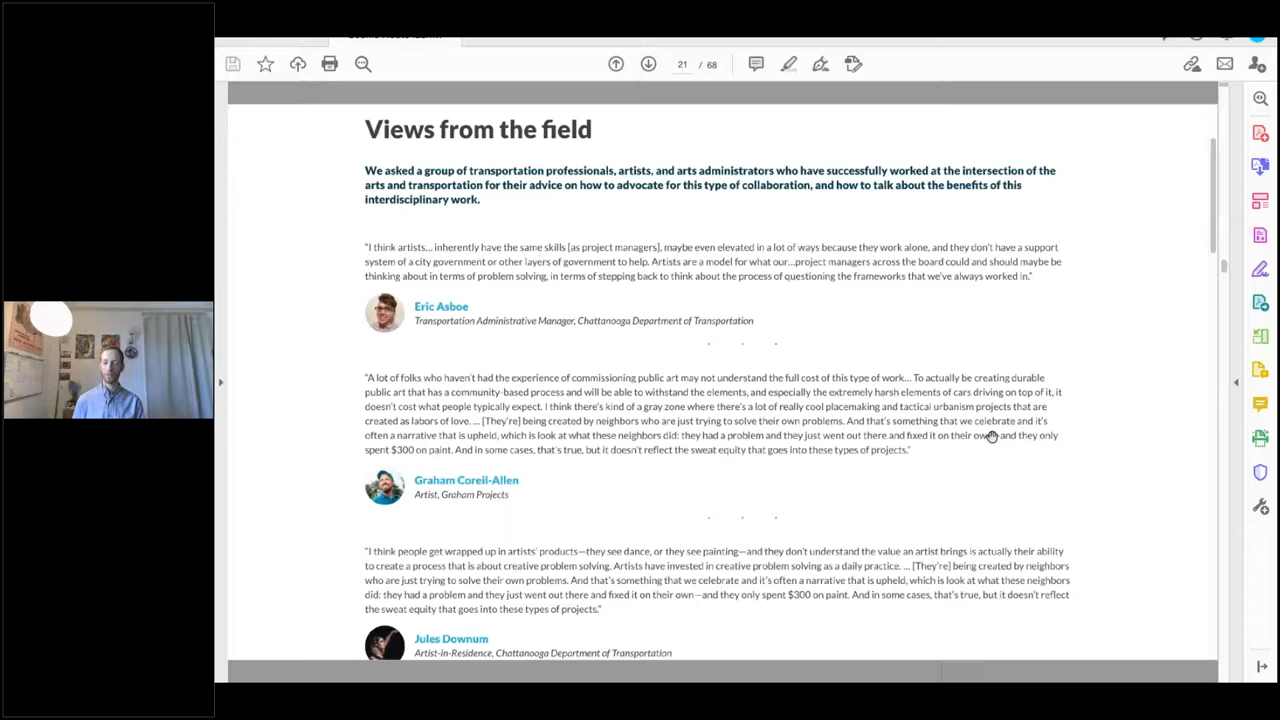 21 / 68
Views from the field
We asked a group of transportation professionals, artists, and arts administrators who have successfully worked at the intersection of the
arts and transportation for their advice on how to advocate for this type of collaboration, and how to talk about the benefits of this
interdisciplinary work.
"I think artists... inherently have the same skills [as project managers], maybe even elevated in a lot of ways because they work alone, and they don't have a support
system of a city government or other layers of government to help. Artists are a model for what our...project managers across the board could and should maybe be
thinking about in terms of problem solving, in terms of stepping back to think about the process of questioning the frameworks that we've always worked in."
Eric Asboe
Transportation Administrative Manager, Chattanooga Department of Transportation
"A lot of folks who haven't had the experience of commissioning public art may not understand the full cost of this type of work... To actually be creating durable
public art that has a community-based process and will be able to withstand the elements, and especially the extremely harsh elements of cars driving on top of it, it
doesn't cost what people typically expect. I think there's kind of a gray zone where there's a lot of really cool placemaking and tactical urbanism projects that are
created as labors of love. ... [They're] being created by neighbors who are just trying to solve their own problems. And that's something that we celebrate and it's
often a narrative that is upheld, which is look at what these neighbors did: they had a problem and they just went out there and fixed it on their own and they only
spent $300 on paint. And in some cases, that's true, but it doesn't reflect the sweat equity that goes into these types of projects."
Graham Coreil-Allen
Artist, Graham Projects
"I think people get wrapped up in artists' products—they see dance, or they see painting—and they don't understand the value an artist brings is actually their ability
to create a process that is about creative problem solving. Artists have invested in creative problem solving as a daily practice. ... [They're] being created by neighbors
who are just trying to solve their own problems. And that's something that we celebrate and it's often a narrative that is upheld, which is look at what these neighbors
did: they had a problem and they just went out there and fixed it on their own—and they only spent $300 on paint. And in some cases, that's true, but it doesn't reflect
the sweat equity that goes into these types of projects."
Jules Downum
Artist-in-Residence, Chattanooga Department of Transportation